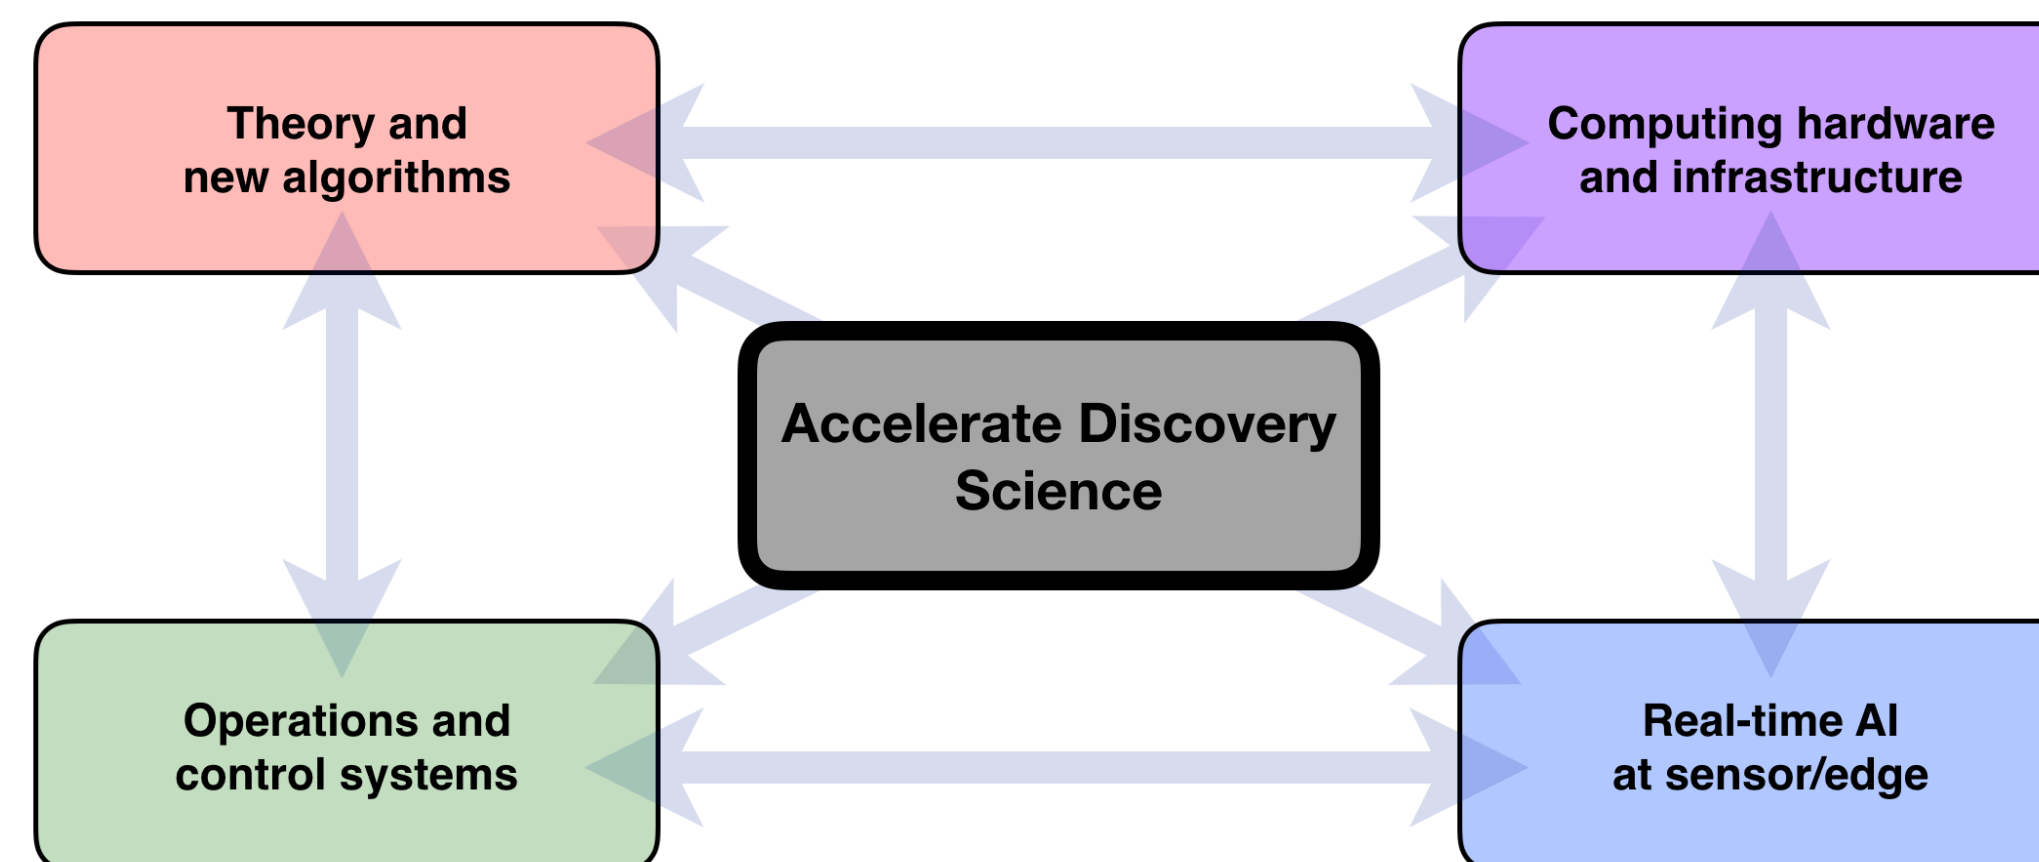 Theory and
new algorithms
Computing hardware
and infrastructure
Accelerate Discovery
Science
Operations and
control systems
Real-time AI
at sensor/edge